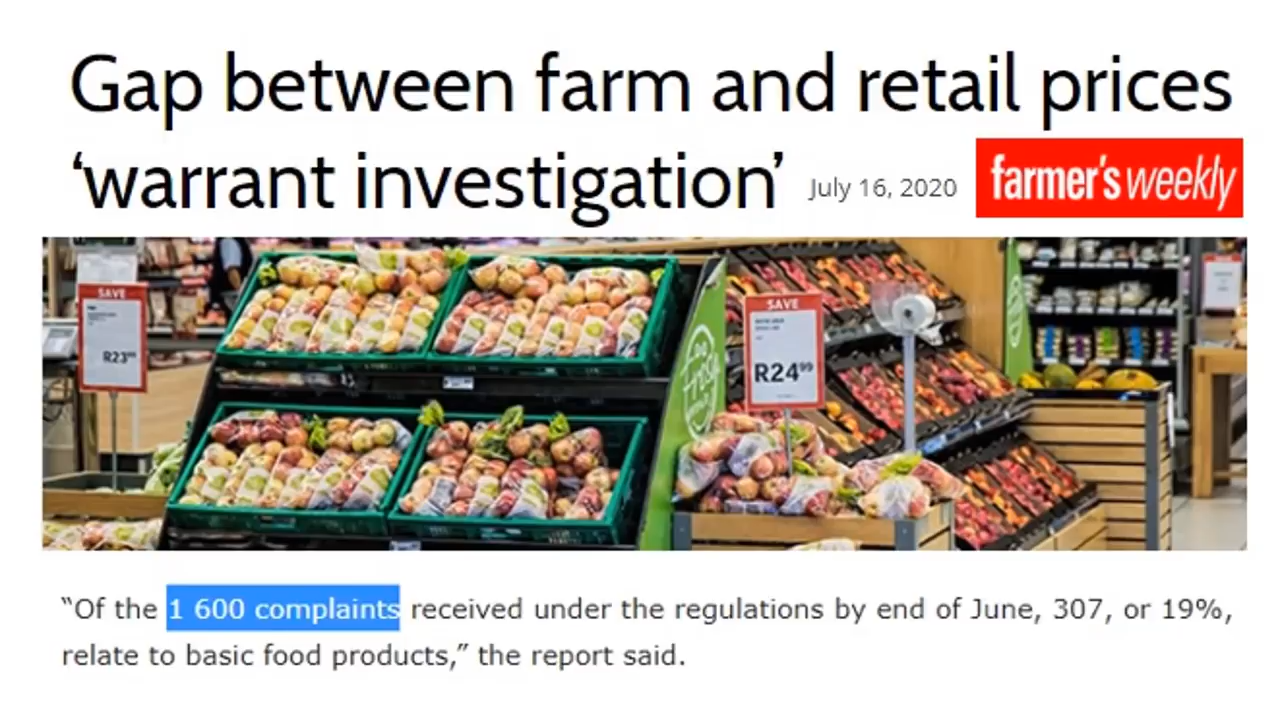 Gap between farm and retail prices
‘warrant investigation’ July 16, 2020 farmer's weekly
SAVE
R23
SAVE
R24⁹⁹
“Of the 1 600 complaints received under the regulations by end of June, 307, or 19%,
relate to basic food products,” the report said.